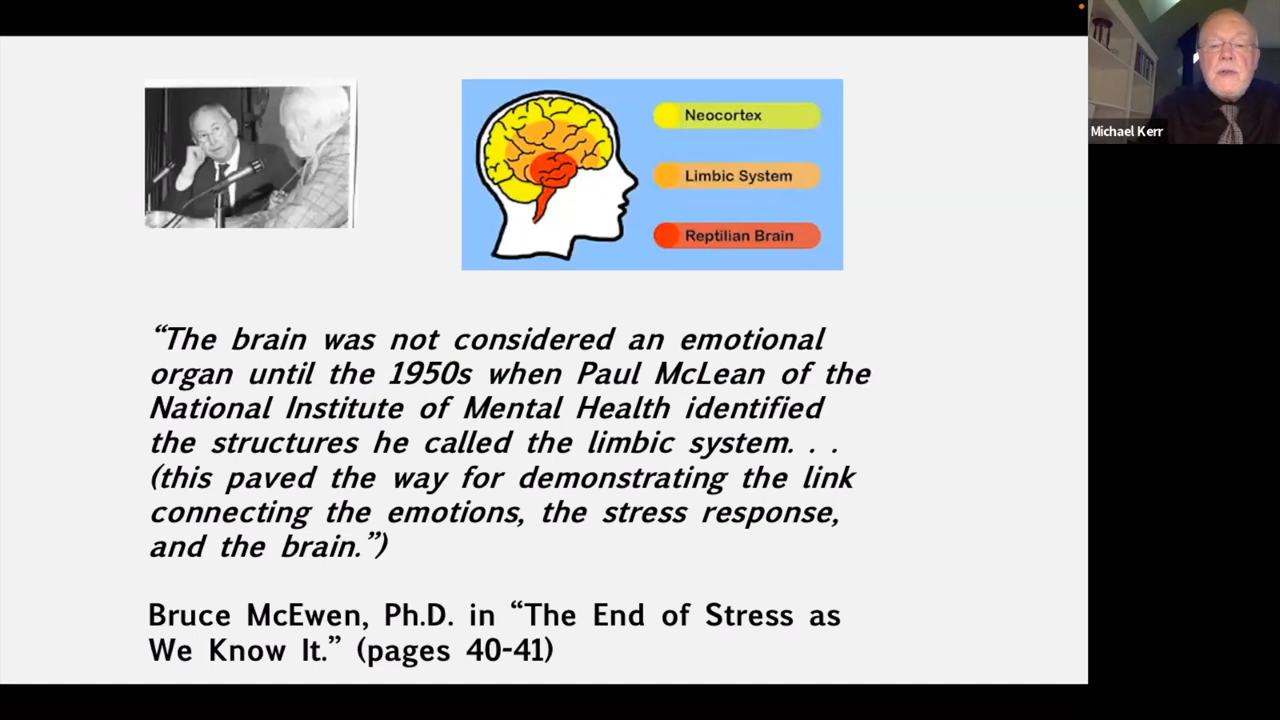 Neocortex
Limbic System
Reptilian Brain
Michael Kerr
“The brain was not considered an emotional
organ until the 1950s when Paul McLean of the
National Institute of Mental Health identified
the structures he called the limbic system. . .
(this paved the way for demonstrating the link
connecting the emotions, the stress response,
and the brain.”)
Bruce McEwen, Ph.D. in “The End of Stress as
We Know It.” (pages 40-41)